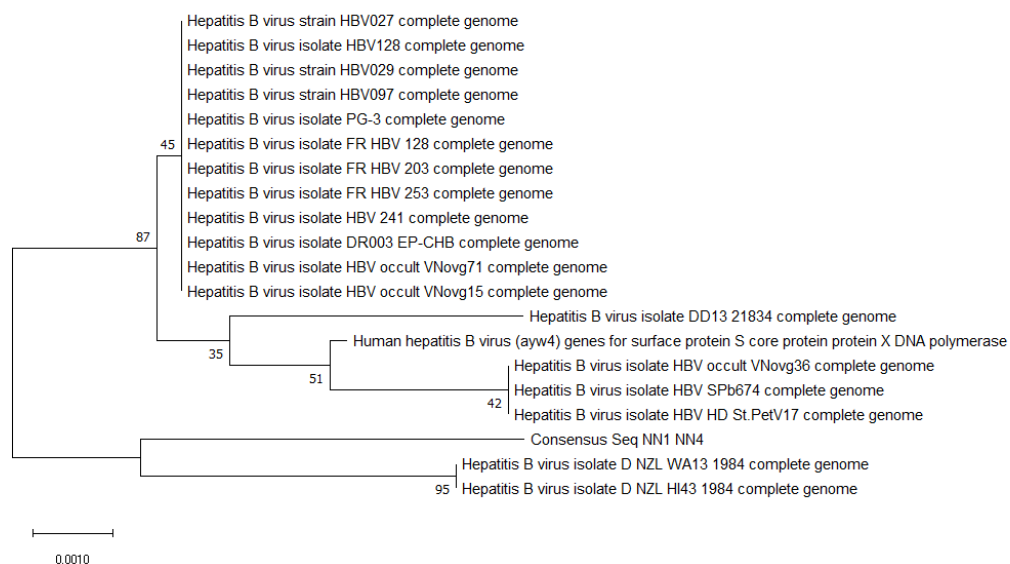 Hepatitis B virus strain HBV027 complete genome
Hepatitis B virus isolate HBV128 complete genome
Hepatitis B virus strain HBV029 complete genome
Hepatitis B virus strain HBV097 complete genome
Hepatitis B virus isolate PG-3 complete genome
45
Hepatitis B virus isolate FR HBV 128 complete genome
Hepatitis B virus isolate FR HBV 203 complete genome
Hepatitis B virus isolate FR HBV 253 complete genome
Hepatitis B virus isolate HBV 241 complete genome
87
Hepatitis B virus isolate DR003 EP-CHB complete genome
Hepatitis B virus isolate HBV occult VNovg71 complete genome
Hepatitis B virus isolate HBV occult VNovg15 complete genome
Hepatitis B virus isolate DD13 21834 complete genome
Human hepatitis B virus (ayw4) genes for surface protein S core protein protein X DNA polymerase
35
Hepatitis B virus isolate HBV occult VNovg36 complete genome
51
Hepatitis B virus isolate HBV SPb674 complete genome
42
Hepatitis B virus isolate HBV HD St.PetV17 complete genome
Consensus Seq NN1 NN4
Hepatitis B virus isolate D NZL WA13 1984 complete genome
95
Hepatitis B virus isolate D NZL HI43 1984 complete genome
0.0010